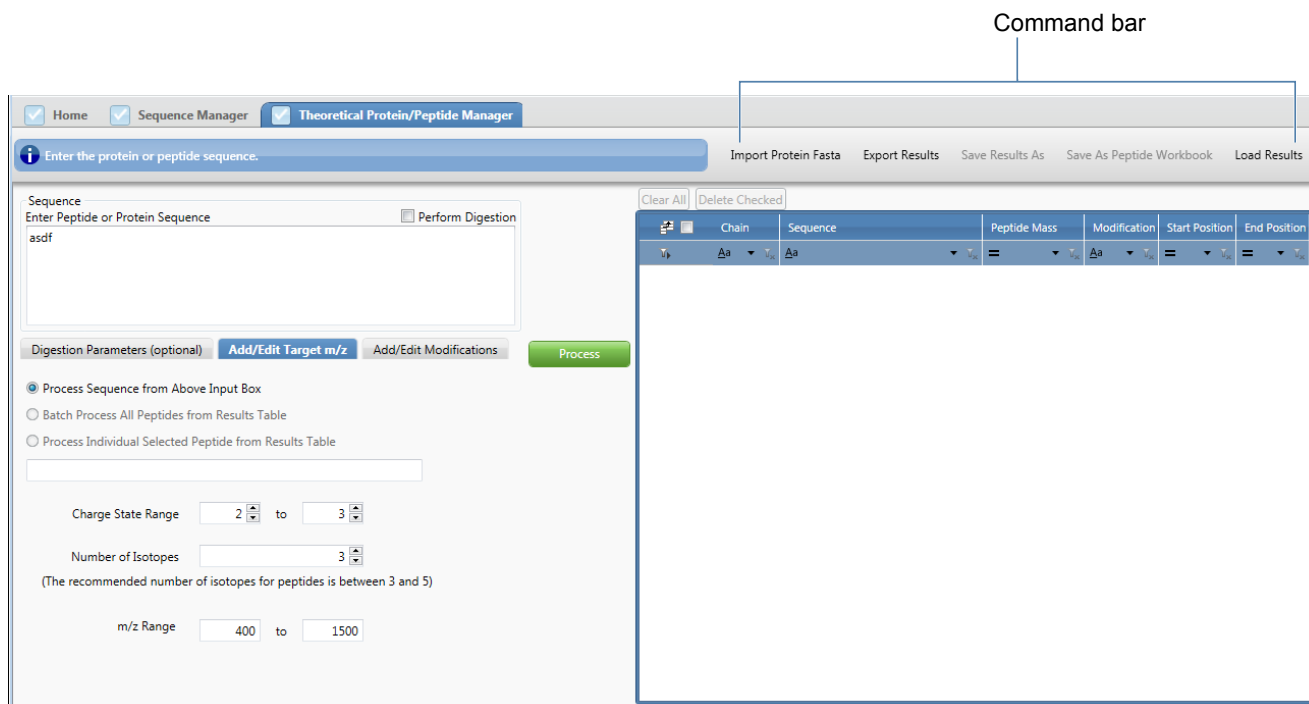 Command bar
Home Sequence Manager Theoretical Protein/Peptide Manager
Enter the protein or peptide sequence. Import Protein Fasta Export Results Save Results As Save As Peptide Workbook Load Results
Sequence
Enter Peptide or Protein Sequence Perform Digestion
asdf
Clear All Delete Checked
Chain Sequence Peptide Mass Modification Start Position End Position
Aa Aa = Aa = =
Digestion Parameters (optional) Add/Edit Target m/z Add/Edit Modifications Process
Process Sequence from Above Input Box
Batch Process All Peptides from Results Table
Process Individual Selected Peptide from Results Table
Charge State Range 2 to 3
Number of Isotopes 3
(The recommended number of isotopes for peptides is between 3 and 5)
m/z Range 400 to 1500